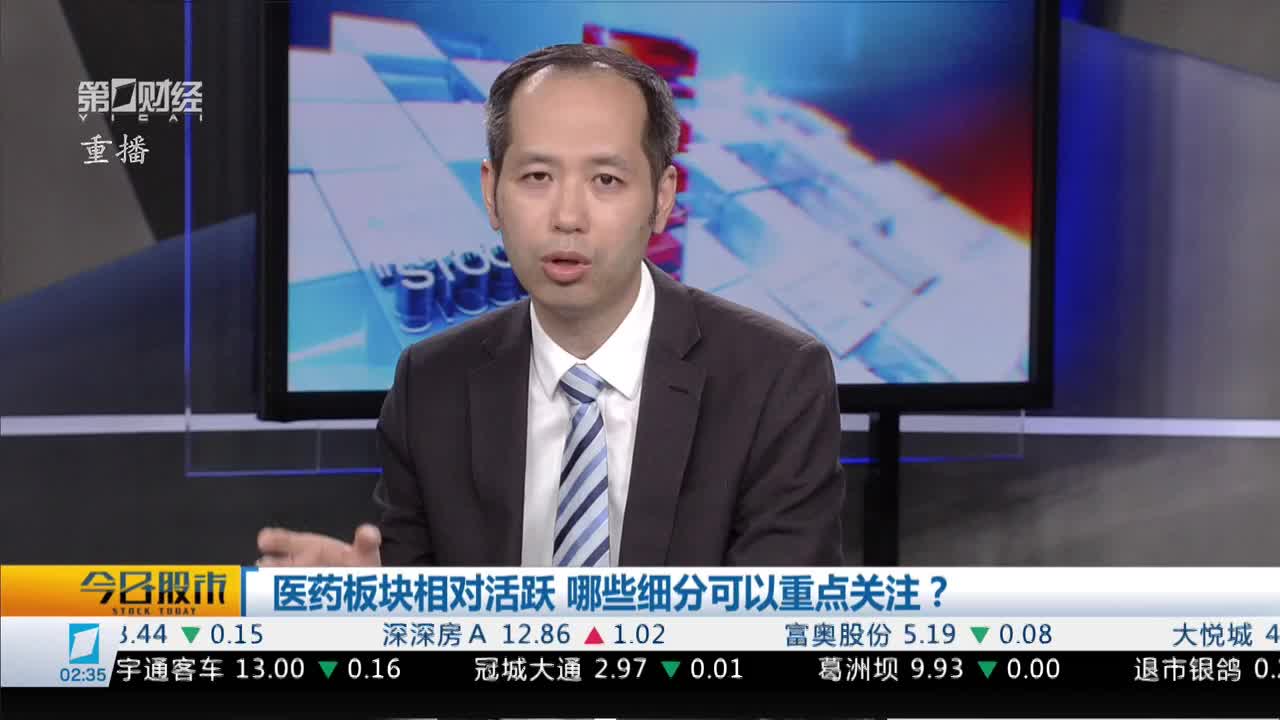 第一财经
YICAI
重播
STOC
今日股市
STOCK TODAY
医药板块相对活跃 哪些细分可以重点关注？
3.44 ▼ 0.15 深深房A 12.86 ▲ 1.02 富奥股份 5.19 ▼ 0.08 大悦城 4
02:35
宇通客车 13.00 ▼ 0.16 冠城大通 2.97 ▼ 0.01 葛洲坝 9.93 ▼ 0.00 退市银鸽 0.2